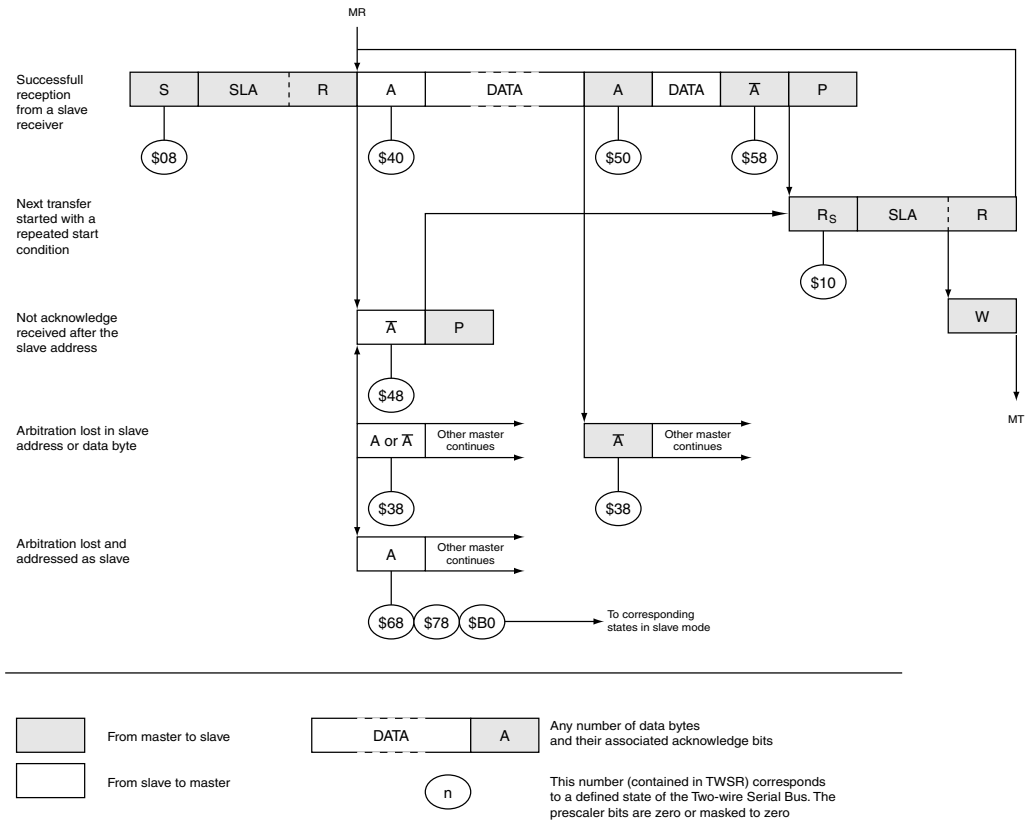 MR
Successfull
reception
from a slave
receiver
S SLA R A DATA A DATA A̅ P
$08 $40 $50 $58
Next transfer
started with a
repeated start
condition
RS SLA R
$10
Not acknowledge
received after the
slave address
A̅ P
W
$48
MT
Arbitration lost in slave
address or data byte
A or A̅ Other master
continues
A̅ Other master
continues
$38 $38
Arbitration lost and
addressed as slave
A Other master
continues
$68 $78 $B0
To corresponding
states in slave mode
From master to slave
DATA A
Any number of data bytes
and their associated acknowledge bits
From slave to master
n
This number (contained in TWSR) corresponds
to a defined state of the Two-wire Serial Bus. The
prescaler bits are zero or masked to zero